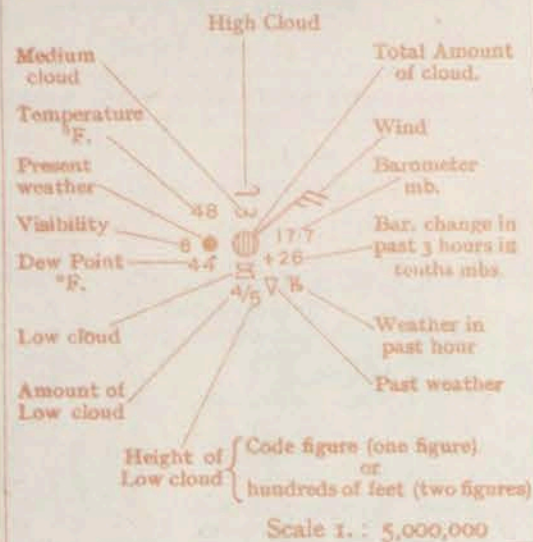 High Cloud
Medium
cloud
Total Amount
of cloud.
Temperature
°F.
Wind
Present
weather
Barometer
mb.
48
Visibility
6
17.7
Bar. change in
past 3 hours in
tenths mbs.
+26
Dew Point
°F.
44
4/5
Low cloud
Weather in
past hour
Amount of
Low cloud
Past weather
Height of
Low cloud
Code figure (one figure)
or
hundreds of feet (two figures)
Scale 1. : 5,000,000